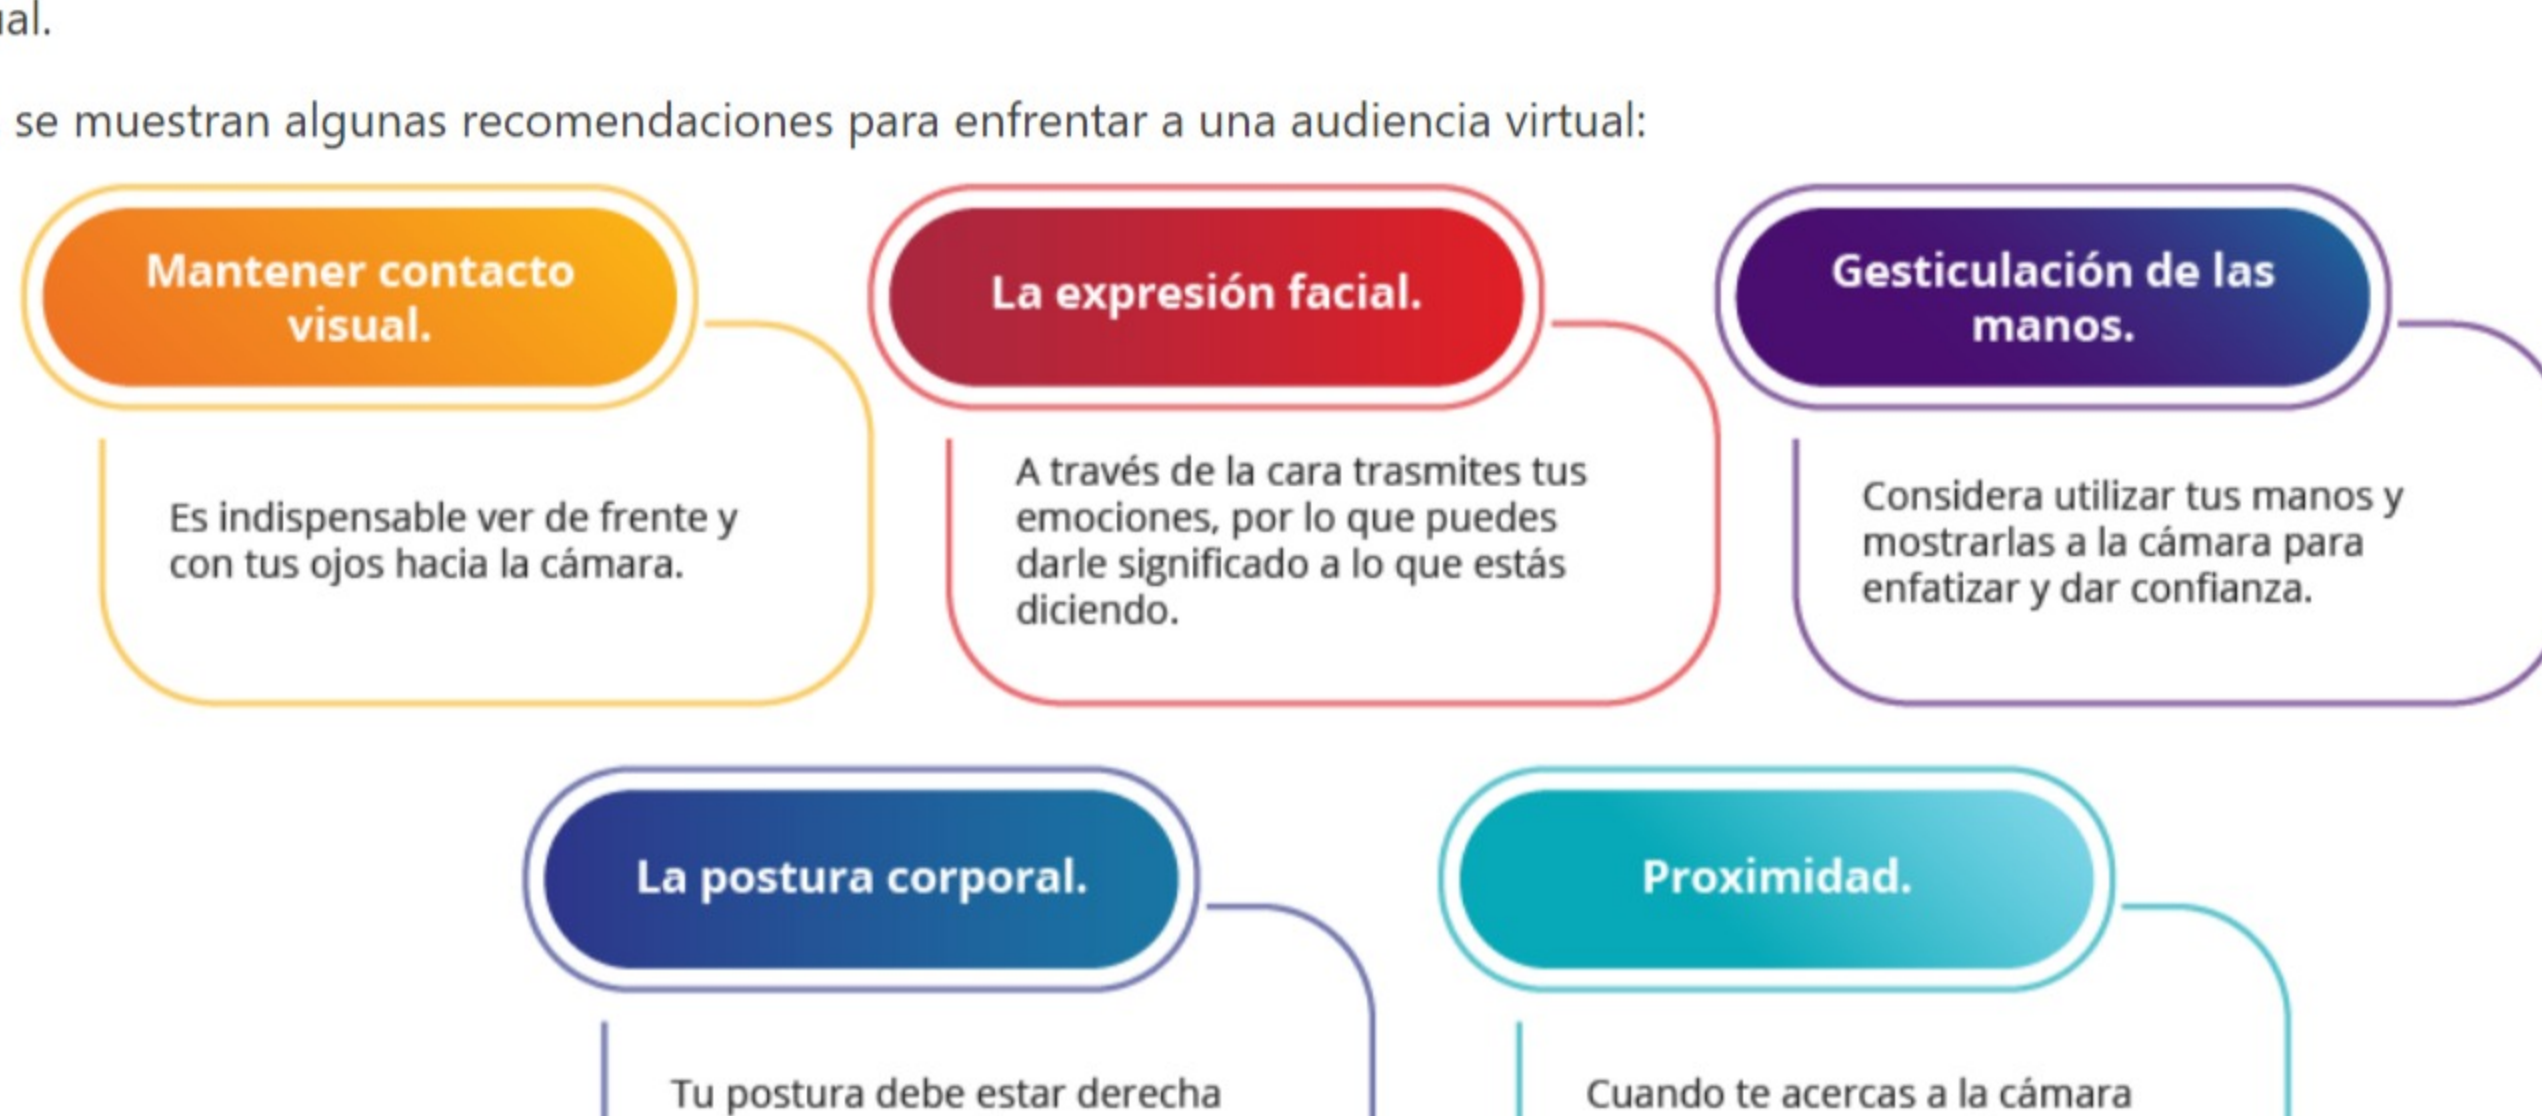 se muestran algunas recomendaciones para enfrentar a una audiencia virtual:
Mantener contacto
visual.
Es indispensable ver de frente y
con tus ojos hacia la cámara.
La expresión facial.
A través de la cara trasmites tus
emociones, por lo que puedes
darle significado a lo que estás
diciendo.
Gesticulación de las
manos.
Considera utilizar tus manos y
mostrarlas a la cámara para
enfatizar y dar confianza.
La postura corporal.
Tu postura debe estar derecha
Proximidad.
Cuando te acercas a la cámara